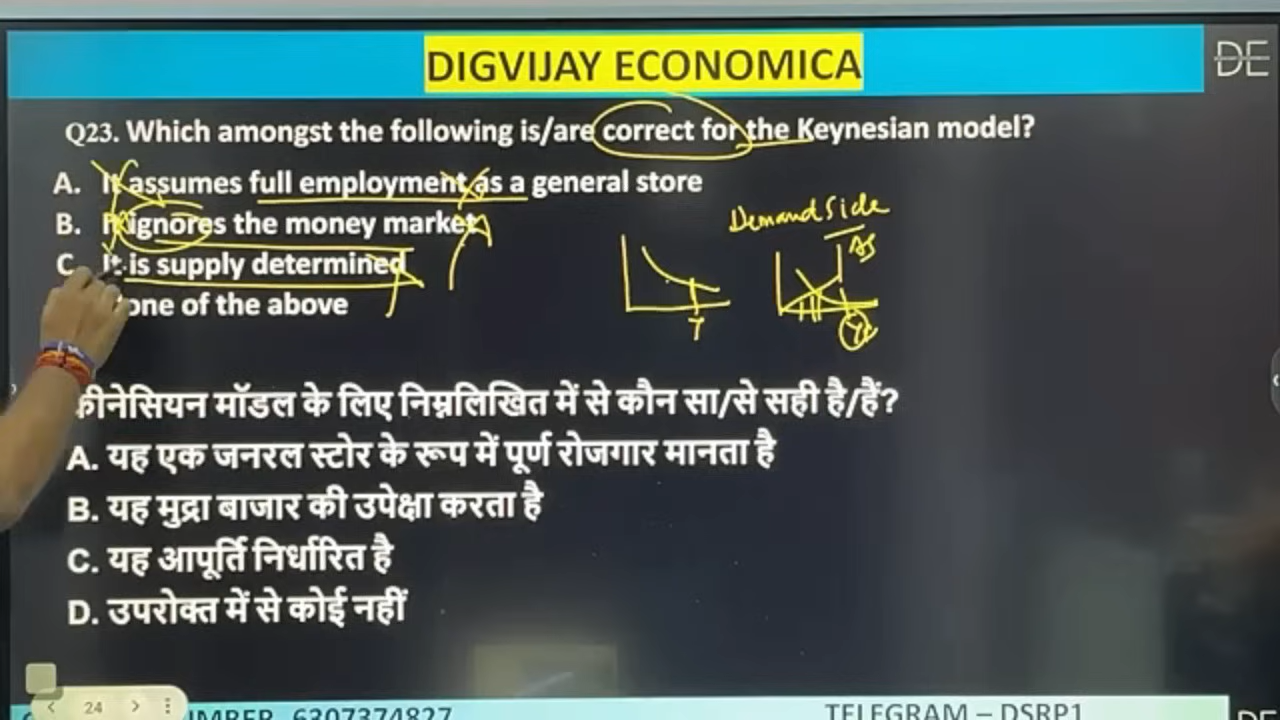 DIGVIJAY ECONOMICA
DE
Q23. Which amongst the following is/are correct for the Keynesian model?
A. It assumes full employment as a general store
B. It ignores the money market
C. It is supply determined
one of the above
Demand Side
AS
Y
कीनेसियन मॉडल के लिए निम्नलिखित में से कौन सा/से सही है/हैं?
A. यह एक जनरल स्टोर के रूप में पूर्ण रोजगार मानता है
B. यह मुद्रा बाजार की उपेक्षा करता है
C. यह आपूर्ति निर्धारित है
D. उपरोक्त में से कोई नहीं
24
6307374827
TELEGRAM – DSRP1
DE